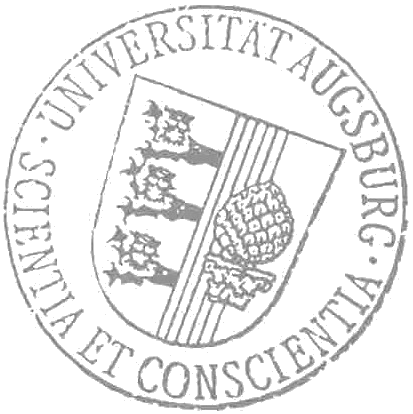 UNIVERSITÄT AUGSBURG
SCIENTIA ET CONSCIENTIA